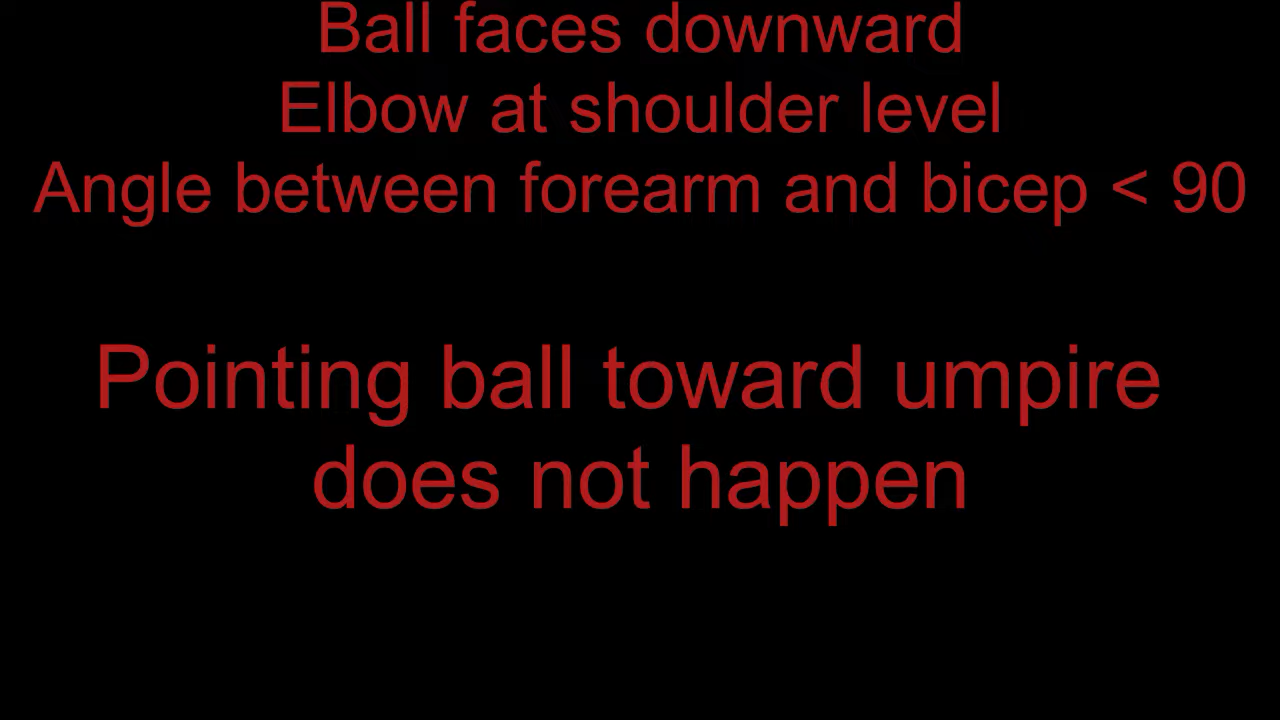 Ball faces downward
Elbow at shoulder level
Angle between forearm and bicep < 90
Pointing ball toward umpire
does not happen